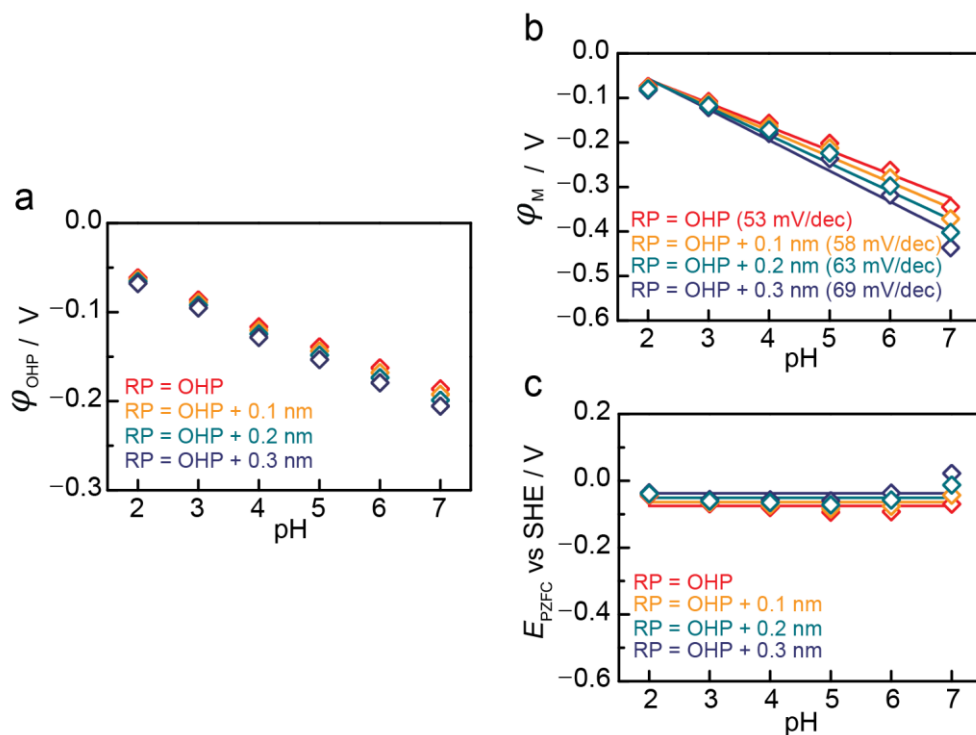 a
0.0
−0.1
−0.2
−0.3
φOHP / V
RP = OHP
RP = OHP + 0.1 nm
RP = OHP + 0.2 nm
RP = OHP + 0.3 nm
2 3 4 5 6 7
pH
b
0.0
−0.1
−0.2
−0.3
−0.4
−0.5
−0.6
φM / V
RP = OHP (53 mV/dec)
RP = OHP + 0.1 nm (58 mV/dec)
RP = OHP + 0.2 nm (63 mV/dec)
RP = OHP + 0.3 nm (69 mV/dec)
2 3 4 5 6 7
pH
c
0.2
0.0
−0.2
−0.4
−0.6
EPZFC vs SHE / V
RP = OHP
RP = OHP + 0.1 nm
RP = OHP + 0.2 nm
RP = OHP + 0.3 nm
2 3 4 5 6 7
pH